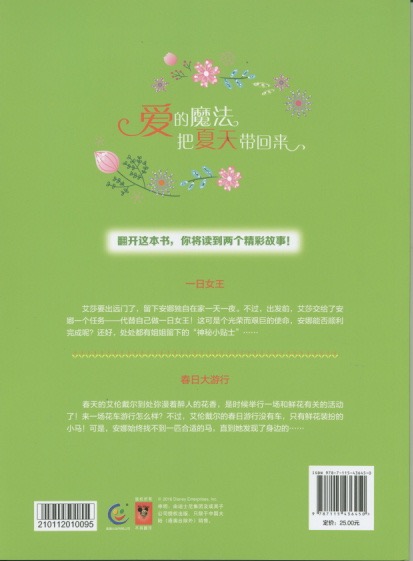 爱的魔法
把夏天带回来
翻开这本书，你将读到两个精彩故事！
一日女王
艾莎要出远门了，留下安娜独自在家一天一夜。不过，出发前，艾莎交给了安
娜一个任务——代替自己做一日女王！这可是个光荣而艰巨的使命，安娜能否顺利
完成呢？还好，处处都有姐姐留下的“神秘小贴士”……
春日大游行
春天的艾伦戴尔到处弥漫着醉人的花香，是时候举行一场和鲜花有关的活动
了！来一场花车游行怎么样？不过，艾伦戴尔的春日游行没有车，只有鲜花装扮的
小马！可是，安娜始终找不到一匹合适的马，直到她发现了身边的……
ISBN 978-7-115-43645-0
9 787115 436450
定价：25.00元
210112010095